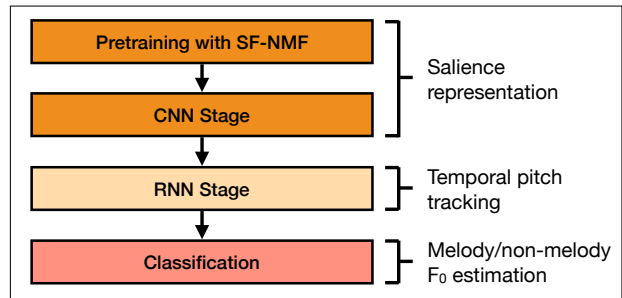 Pretraining with SF-NMF
Salience
representation
CNN Stage
RNN Stage
Temporal pitch
tracking
Classification
Melody/non-melody
F₀ estimation